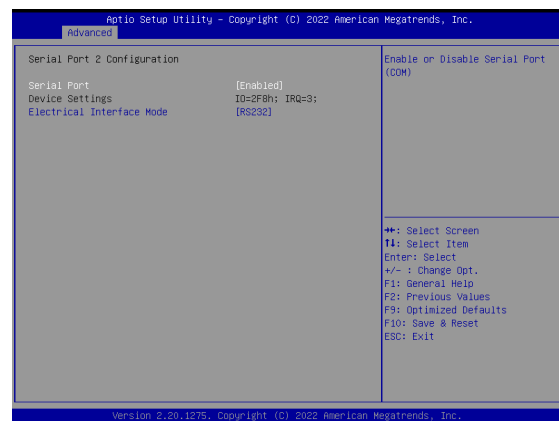 Aptio Setup Utility – Copyright (C) 2022 American Megatrends, Inc.
Advanced
Serial Port 2 Configuration
Serial Port [Enabled]
Device Settings IO=2F8h; IRQ=3;
Electrical Interface Mode [RS232]
Enable or Disable Serial Port
(COM)
→←: Select Screen
↑↓: Select Item
Enter: Select
+/- : Change Opt.
F1: General Help
F2: Previous Values
F9: Optimized Defaults
F10: Save & Reset
ESC: Exit
Version 2.20.1275. Copyright (C) 2022 American Megatrends, Inc.